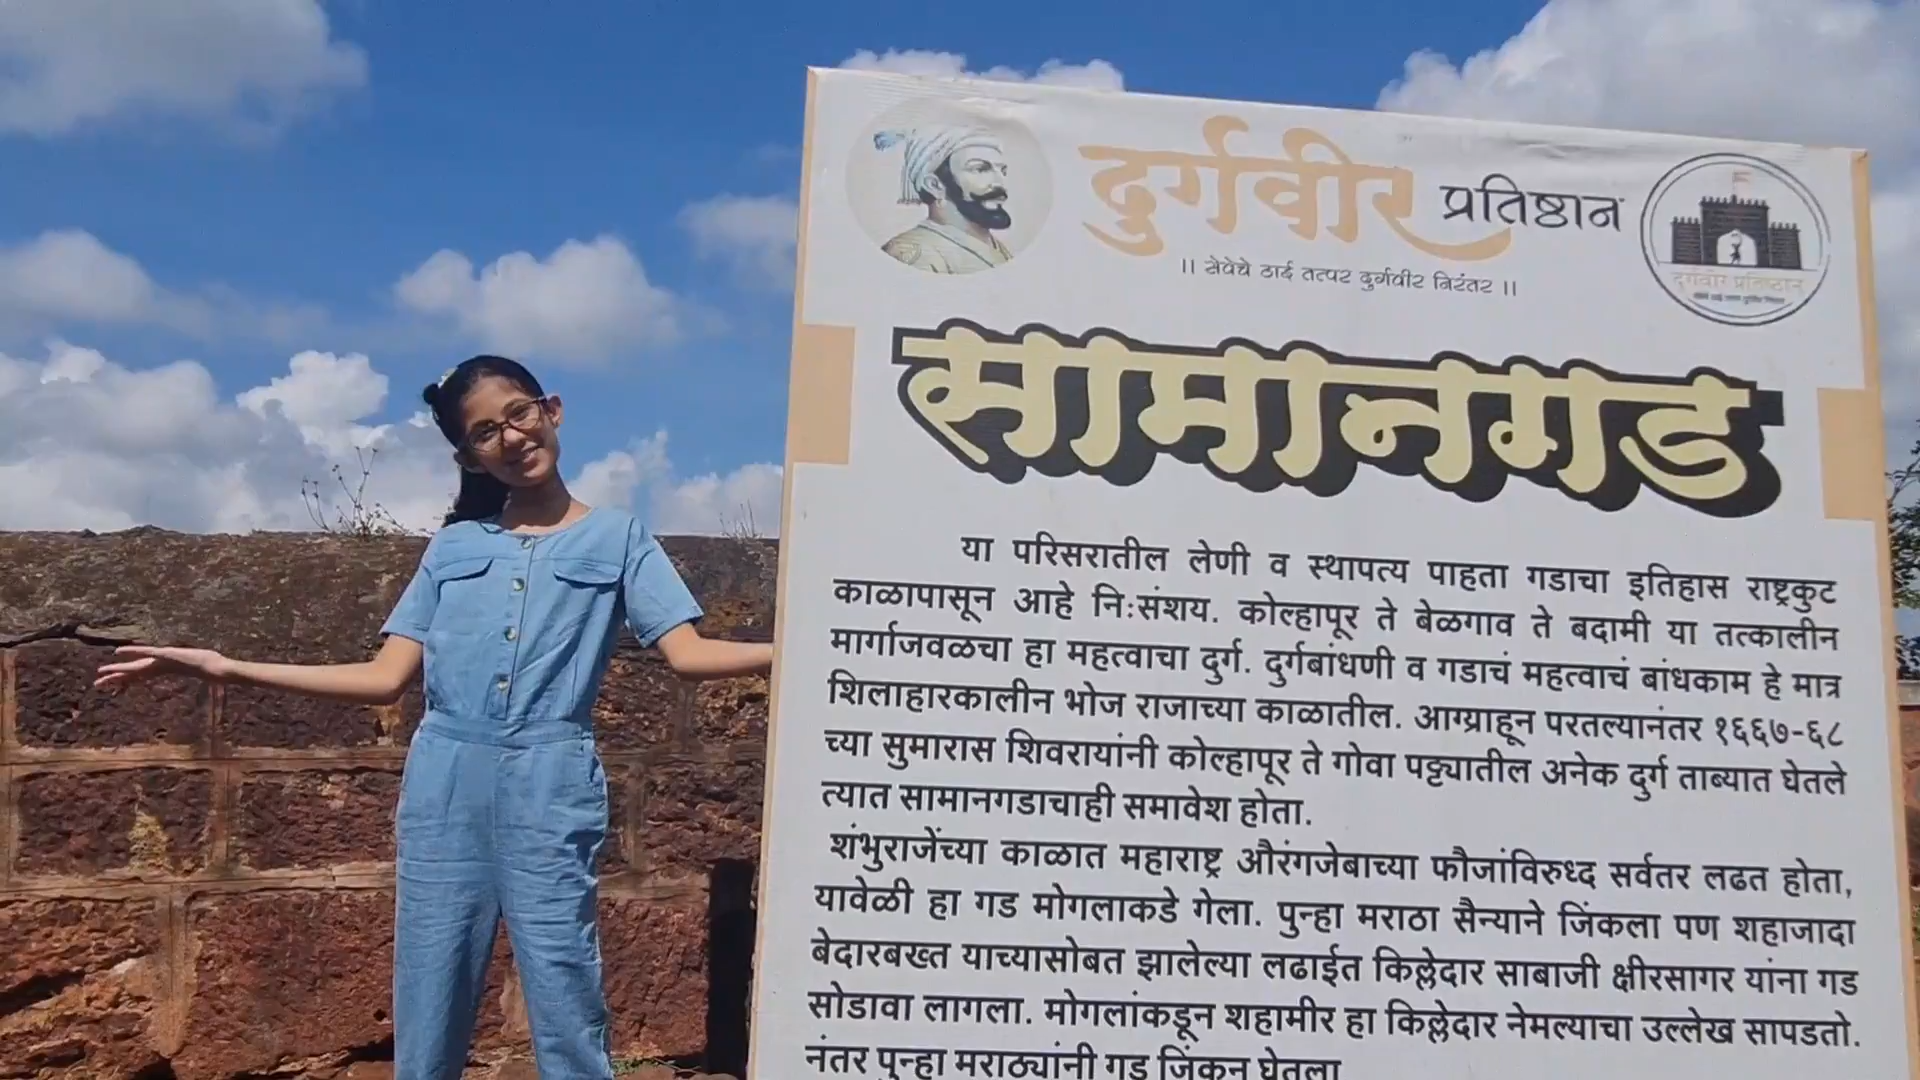 दुर्गवीर प्रतिष्ठान
॥ सेवेचे ठाई तत्पर दुर्गवीर निरंतर ॥
दुर्गवीर प्रतिष्ठान
सामानगड
या परिसरातील लेणी व स्थापत्य पाहता गडाचा इतिहास राष्ट्रकुट
काळापासून आहे निःसंशय. कोल्हापूर ते बेळगाव ते बदामी या तत्कालीन
मार्गाजवळचा हा महत्वाचा दुर्ग. दुर्गबांधणी व गडाचं महत्वाचं बांधकाम हे मात्र
शिलाहारकालीन भोज राजाच्या काळातील. आग्य्राहून परतल्यानंतर १६६७-६८
च्या सुमारास शिवरायांनी कोल्हापूर ते गोवा पट्ट्यातील अनेक दुर्ग ताब्यात घेतले
त्यात सामानगडाचाही समावेश होता.
शंभुराजेंच्या काळात महाराष्ट्र औरंगजेबाच्या फौजांविरुध्द सर्वतर लढत होता,
यावेळी हा गड मोगलाकडे गेला. पुन्हा मराठा सैन्याने जिंकला पण शहाजादा
बेदारबख्त याच्यासोबत झालेल्या लढाईत किल्लेदार साबाजी क्षीरसागर यांना गड
सोडावा लागला. मोगलांकडून शहामीर हा किल्लेदार नेमल्याचा उल्लेख सापडतो.
नंतर पुन्हा मराठ्यांनी गड जिंकून घेतला